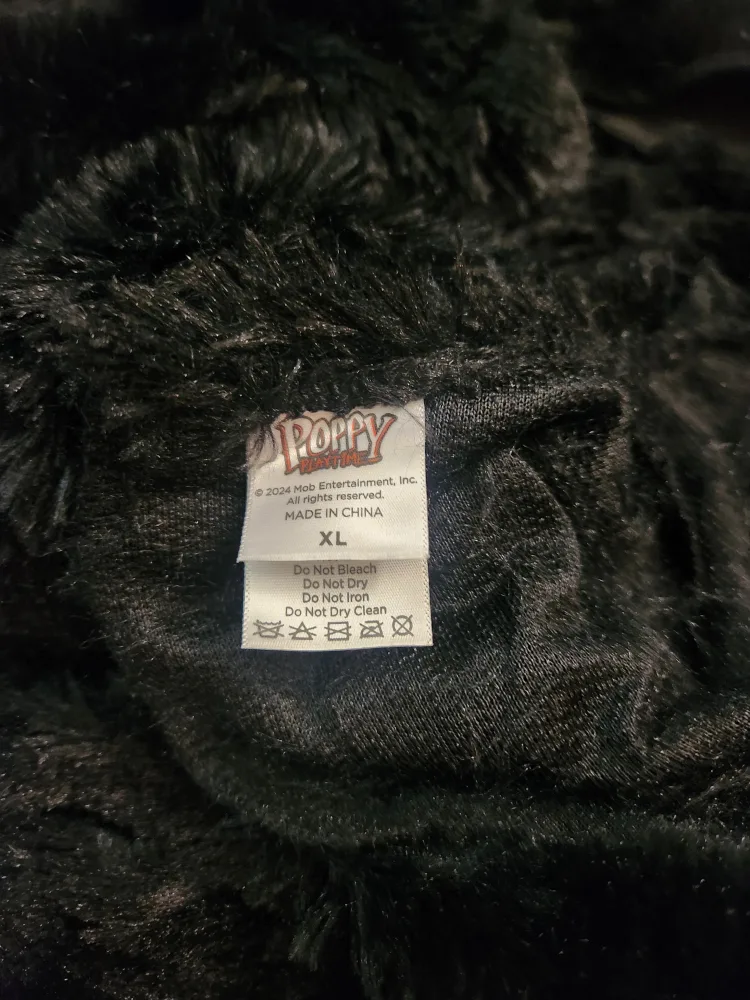 POPPY
PLAYTIME
© 2024 Mob Entertainment, Inc.
All rights reserved.
MADE IN CHINA
XL
Do Not Bleach
Do Not Dry
Do Not Iron
Do Not Dry Clean